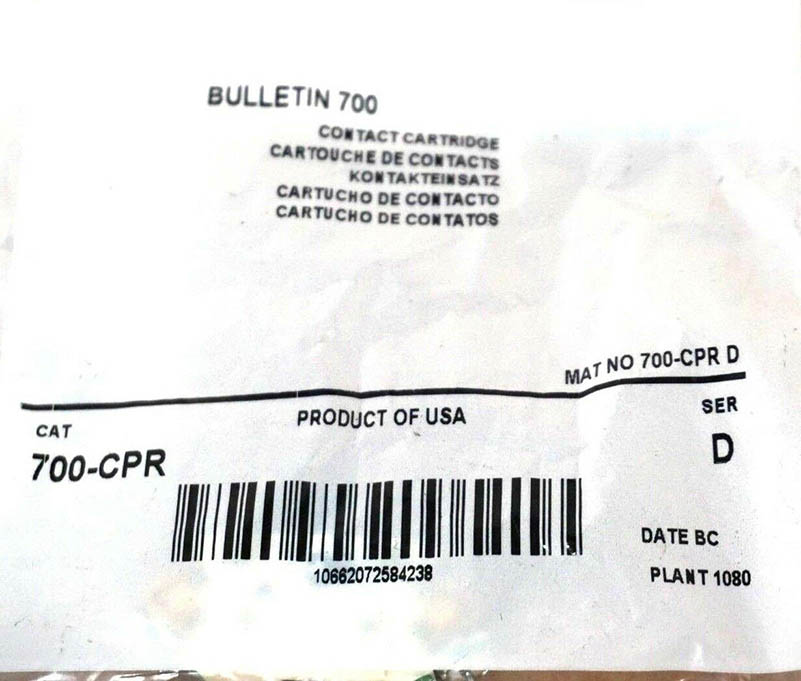 BULLETIN 700
CONTACT CARTRIDGE
CARTOUCHE DE CONTACTS
KONTAKTEINSATZ
CARTUCHO DE CONTACTO
CARTUCHO DE CONTATOS
MAT NO 700-CPR D
CAT
PRODUCT OF USA
SER
700-CPR
D
DATE BC
10662072584238
PLANT 1080